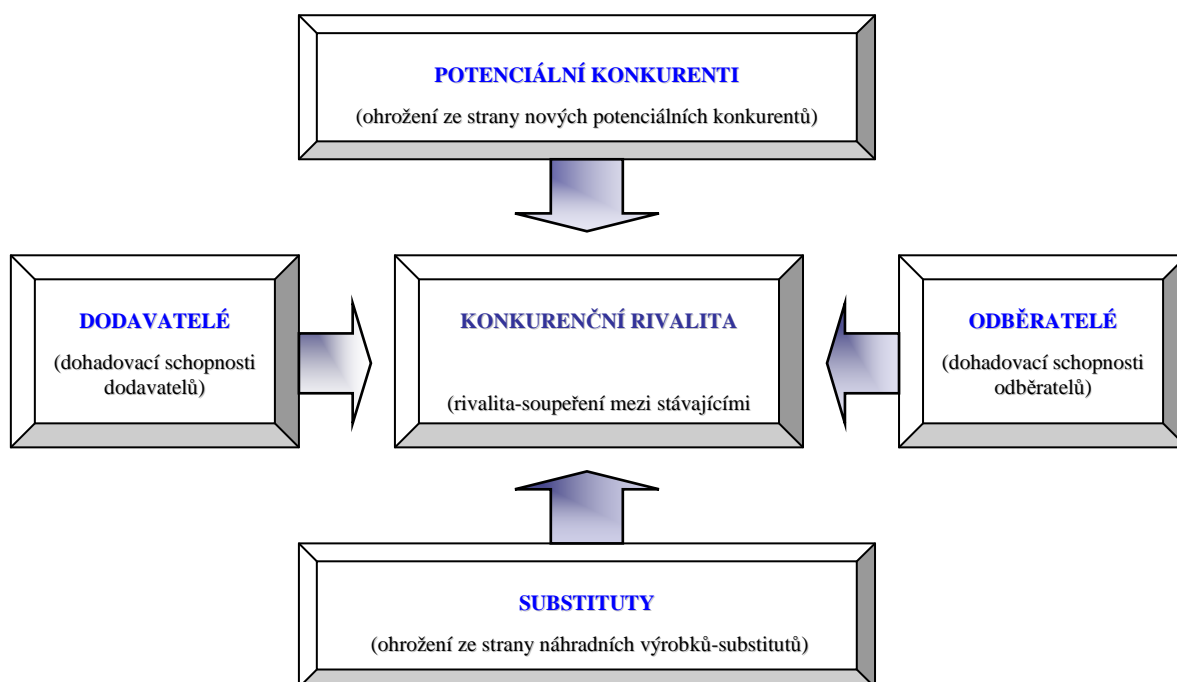 POTENCIÁLNÍ KONKURENTI
(ohrožení ze strany nových potenciálních konkurentů)
DODAVATELÉ
(dohadovací schopnosti
dodavatelů)
KONKURENČNÍ RIVALITA
(rivalita-soupeření mezi stávajícími
ODBĚRATELÉ
(dohadovací schopnosti
odběratelů)
SUBSTITUTY
(ohrožení ze strany náhradních výrobků-substitutů)